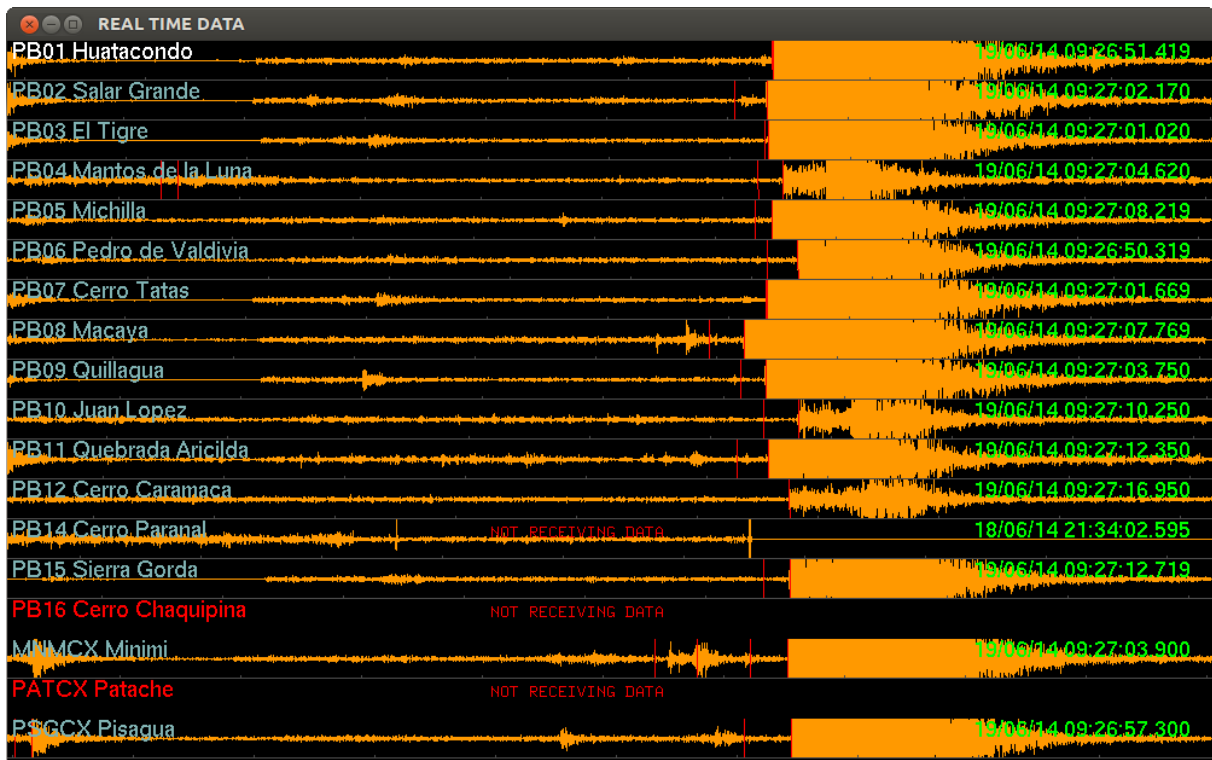 REAL TIME DATA
PB01 Huatacondo 19/06/14 09:26:51.419
PB02 Salar Grande 19/06/14 09:27:02.170
PB03 El Tigre 19/06/14 09:27:01.020
PB04 Mantos de la Luna 19/06/14 09:27:04.620
PB05 Michilla 19/06/14 09:27:08.219
PB06 Pedro de Valdivia 19/06/14 09:26:50.319
PB07 Cerro Tatas 19/06/14 09:27:01.669
PB08 Macaya 19/06/14 09:27:07.769
PB09 Quillagua 19/06/14 09:27:03.750
PB10 Juan Lopez 19/06/14 09:27:10.250
PB11 Quebrada Aricilda 19/06/14 09:27:12.350
PB12 Cerro Caramaca 19/06/14 09:27:16.950
PB14 Cerro Paranal NOT RECEIVING DATA 18/06/14 21:34:02.595
PB15 Sierra Gorda 19/06/14 09:27:12.719
PB16 Cerro Chaquipina NOT RECEIVING DATA
MNMCX Minimi 19/06/14 09:27:03.900
PATCX Patache NOT RECEIVING DATA
PSGCX Pisagua 19/06/14 09:26:57.300